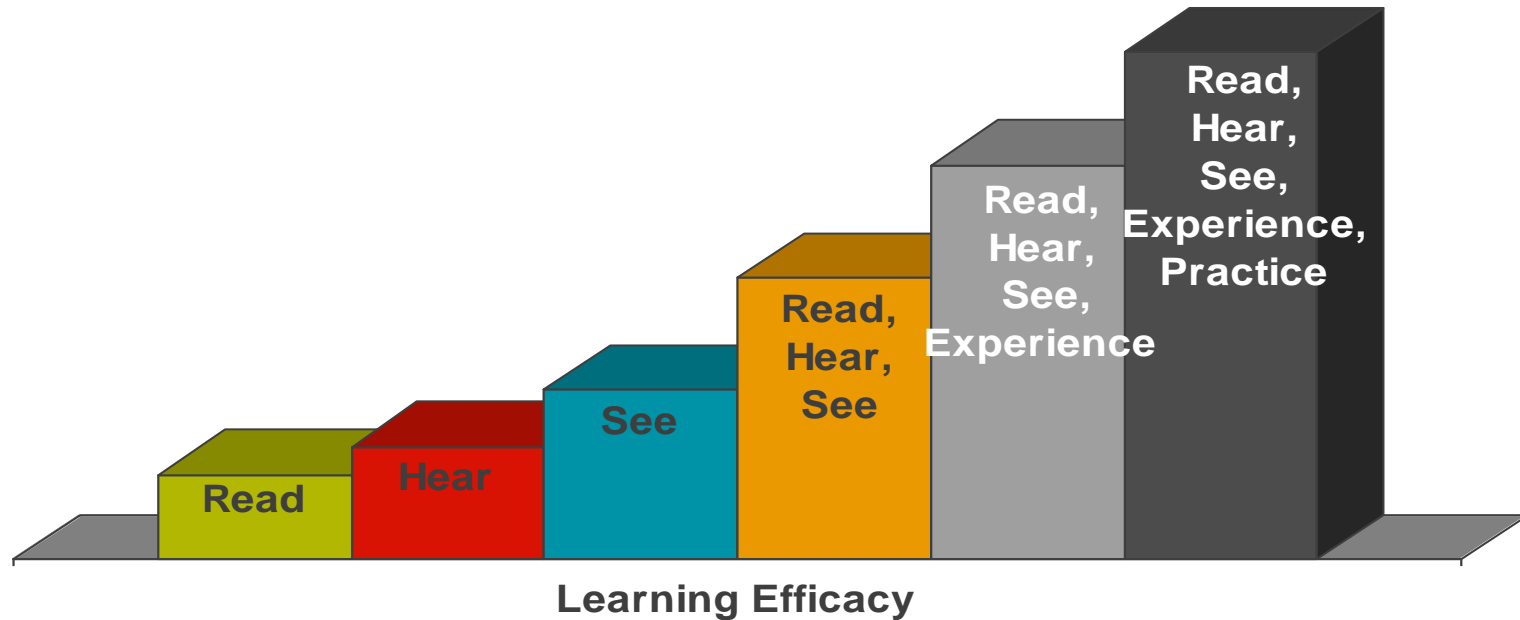 Read
Hear
See
Read,
Hear,
See
Read,
Hear,
See,
Experience
Read,
Hear,
See,
Experience,
Practice
Learning Efficacy